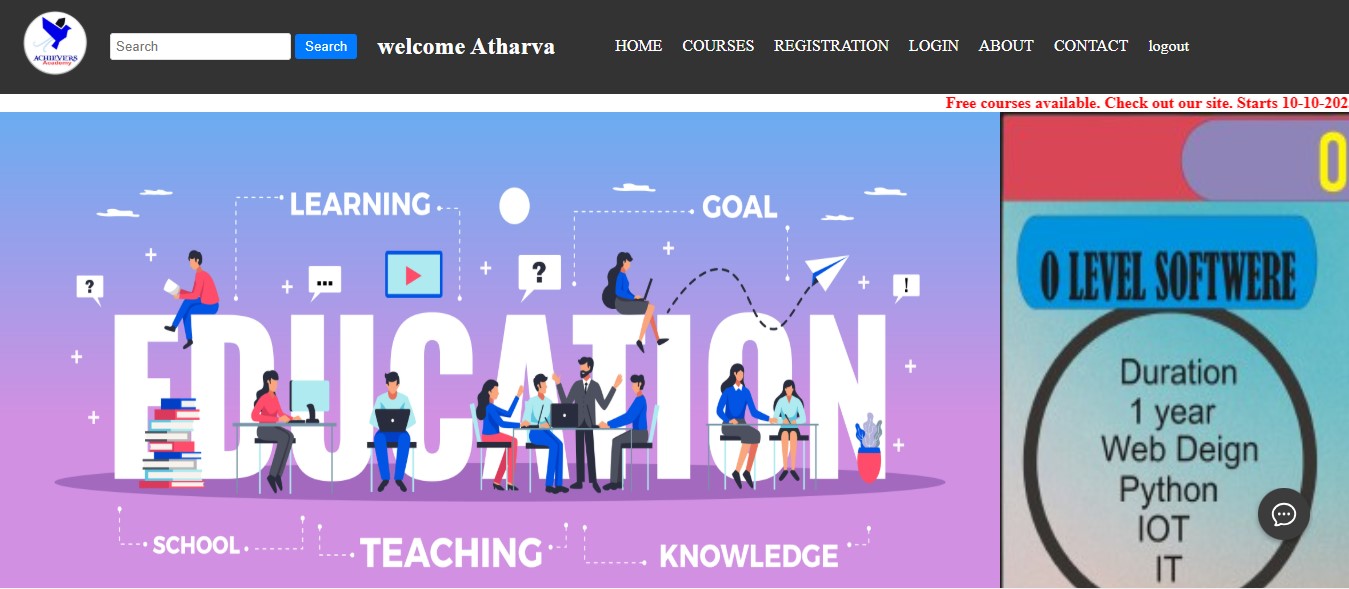 ACHIEVERS
Academy
Search
Search
welcome Atharva
HOME
COURSES
REGISTRATION
LOGIN
ABOUT
CONTACT
logout
Free courses available. Check out our site. Starts 10-10-202
LEARNING
GOAL
?
...
?
!
EDUCATION
SCHOOL
TEACHING
KNOWLEDGE
O LEVEL SOFTWERE
Duration
1 year
Web Deign
Python
IOT
IT